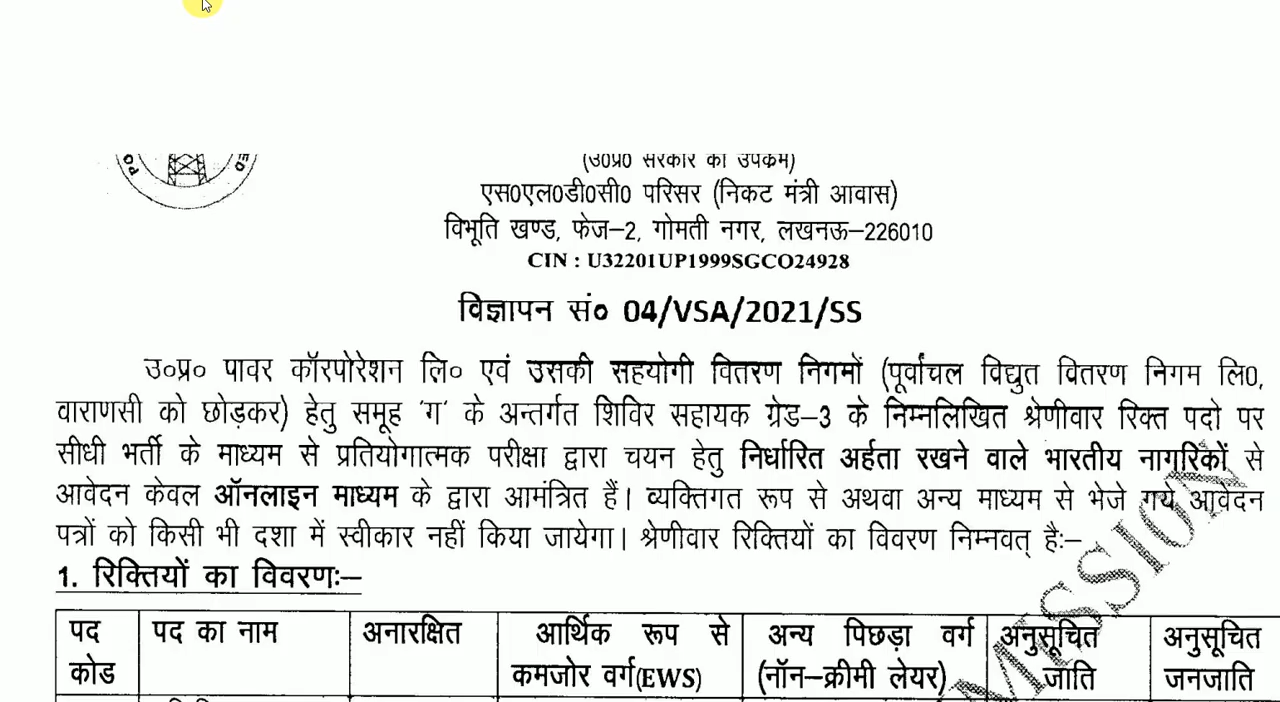 (उ0प्र0 सरकार का उपक्रम)
एस0एल0डी0सी0 परिसर (निकट मंत्री आवास)
विभूति खण्ड, फेज–2, गोमती नगर, लखनऊ–226010
CIN : U32201UP1999SGCO24928
विज्ञापन सं० 04/VSA/2021/SS
उ०प्र० पावर कॉरपोरेशन लि० एवं उसकी सहयोगी वितरण निगमों (पूर्वांचल विद्युत वितरण निगम लि0,
वाराणसी को छोड़कर) हेतु समूह 'ग' के अन्तर्गत शिविर सहायक ग्रेड–3 के निम्नलिखित श्रेणीवार रिक्त पदो पर
सीधी भर्ती के माध्यम से प्रतियोगात्मक परीक्षा द्वारा चयन हेतु निर्धारित अर्हता रखने वाले भारतीय नागरिकों से
आवेदन केवल ऑनलाइन माध्यम के द्वारा आमंत्रित हैं। व्यक्तिगत रूप से अथवा अन्य माध्यम से भेजे गये आवेदन
पत्रों को किसी भी दशा में स्वीकार नहीं किया जायेगा। श्रेणीवार रिक्तियों का विवरण निम्नवत् हैः–
1. रिक्तियों का विवरणः–
पद कोड
पद का नाम
अनारक्षित
आर्थिक रूप से
कमजोर वर्ग(EWS)
अन्य पिछड़ा वर्ग
(नॉन–क्रीमी लेयर)
अनुसूचित
जाति
अनुसूचित
जनजाति